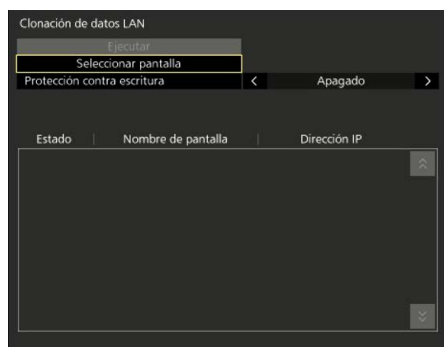 Clonación de datos LAN
Ejecutar
Seleccionar pantalla
Protección contra escritura < Apagado >
Estado | Nombre de pantalla | Dirección IP